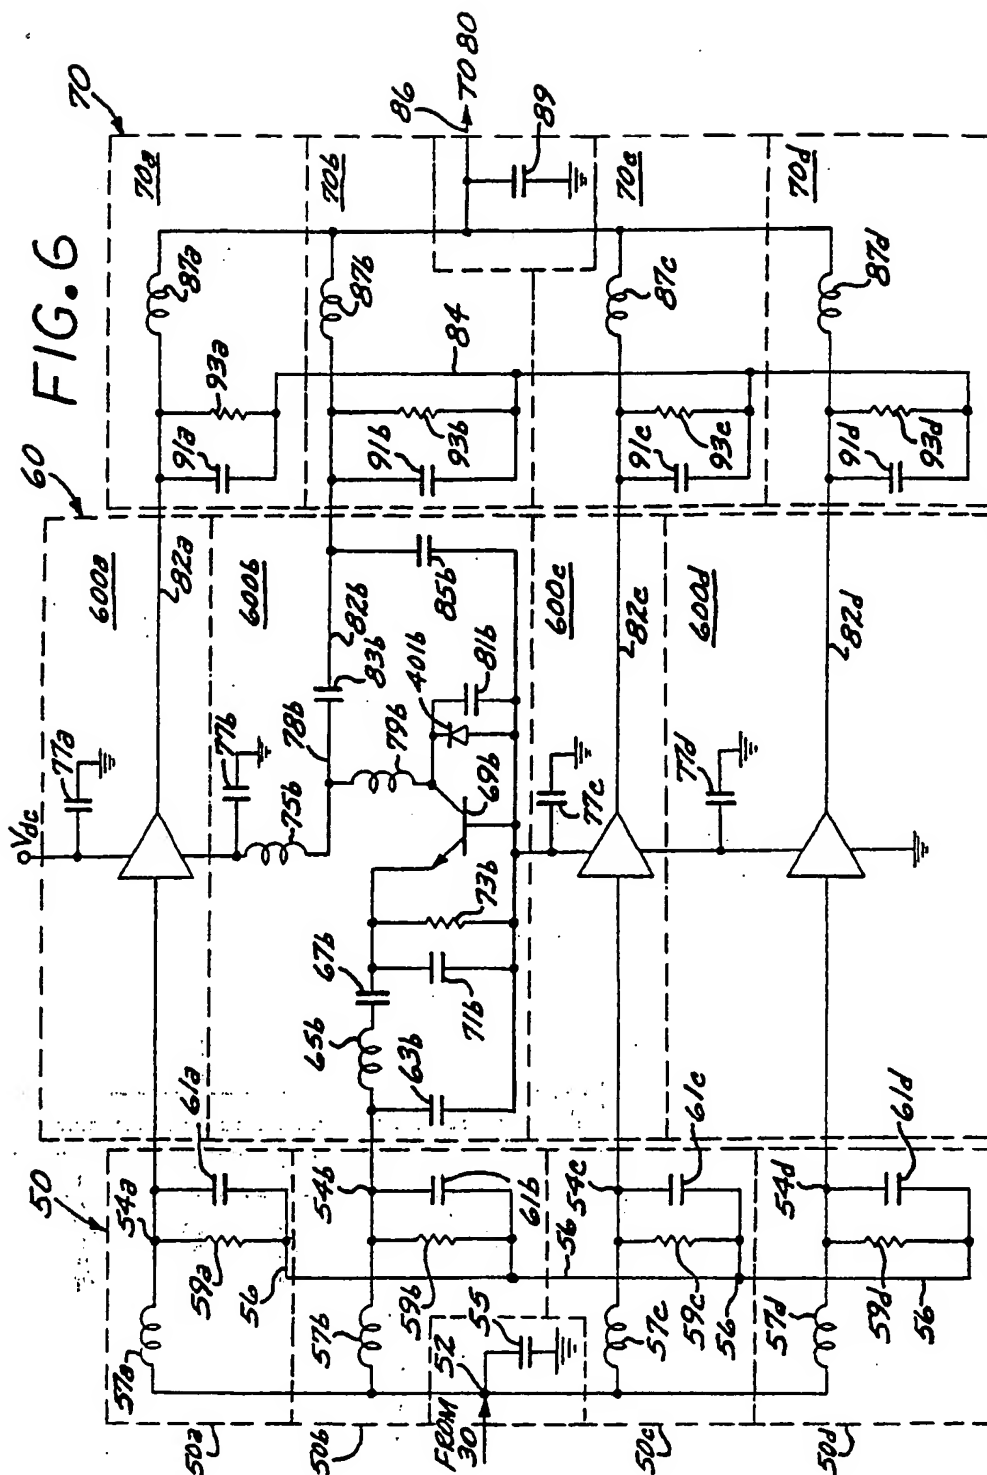 FIG.6
50
60
70
50a
57a
54a
59a
61a
56
Vdc
77a
600a
82a
91a
93a
87a
70a
50b
57b
54b
59b
61b
56
63b
65b
67b
71b
73b
69b
75b
77b
78b
79b
401b
81b
83b
82b
85b
600b
91b
93b
84
87b
70b
FROM
30
52
55
86
TO 80
89
50c
57c
54c
59c
61c
56
77c
600c
82c
91c
93c
87c
70c
50d
57d
54d
59d
61d
56
77d
600d
82d
91d
93d
87d
70d